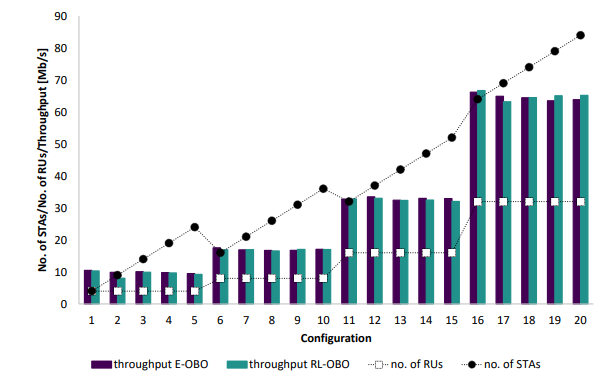 No. of STAs/No. of RUs/Throughput [Mb/s]
90
80
70
60
50
40
30
20
10
0
1 2 3 4 5 6 7 8 9 10 11 12 13 14 15 16 17 18 19 20
Configuration
throughput E-OBO throughput RL-OBO no. of RUs no. of STAs